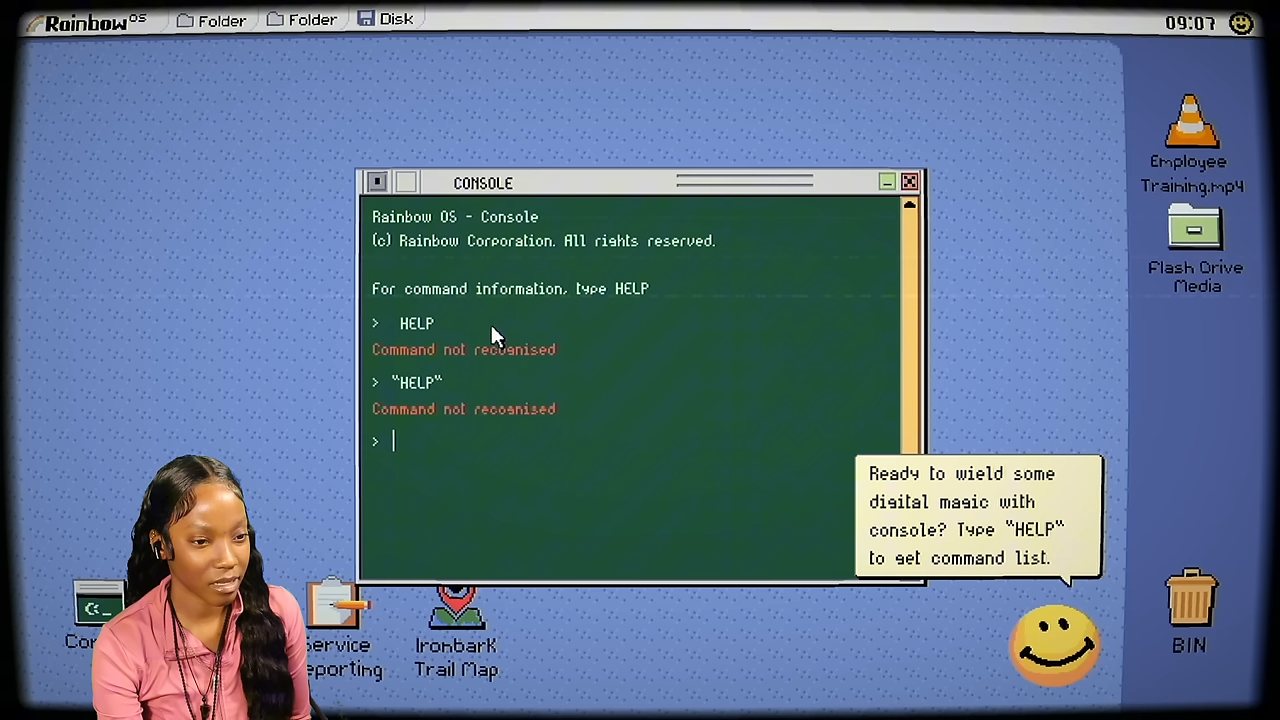 RainbowOS Folder Folder Disk 09:07
Employee
Training.mp4
Flash Drive
Media
CONSOLE
Rainbow OS - Console
(c) Rainbow Corporation. All rights reserved.
For command information, type HELP
> HELP
Command not recognised
> "HELP"
Command not recognised
>
Ready to wield some
digital magic with
console? Type "HELP"
to get command list.
Ironbark
Trail Map
BIN